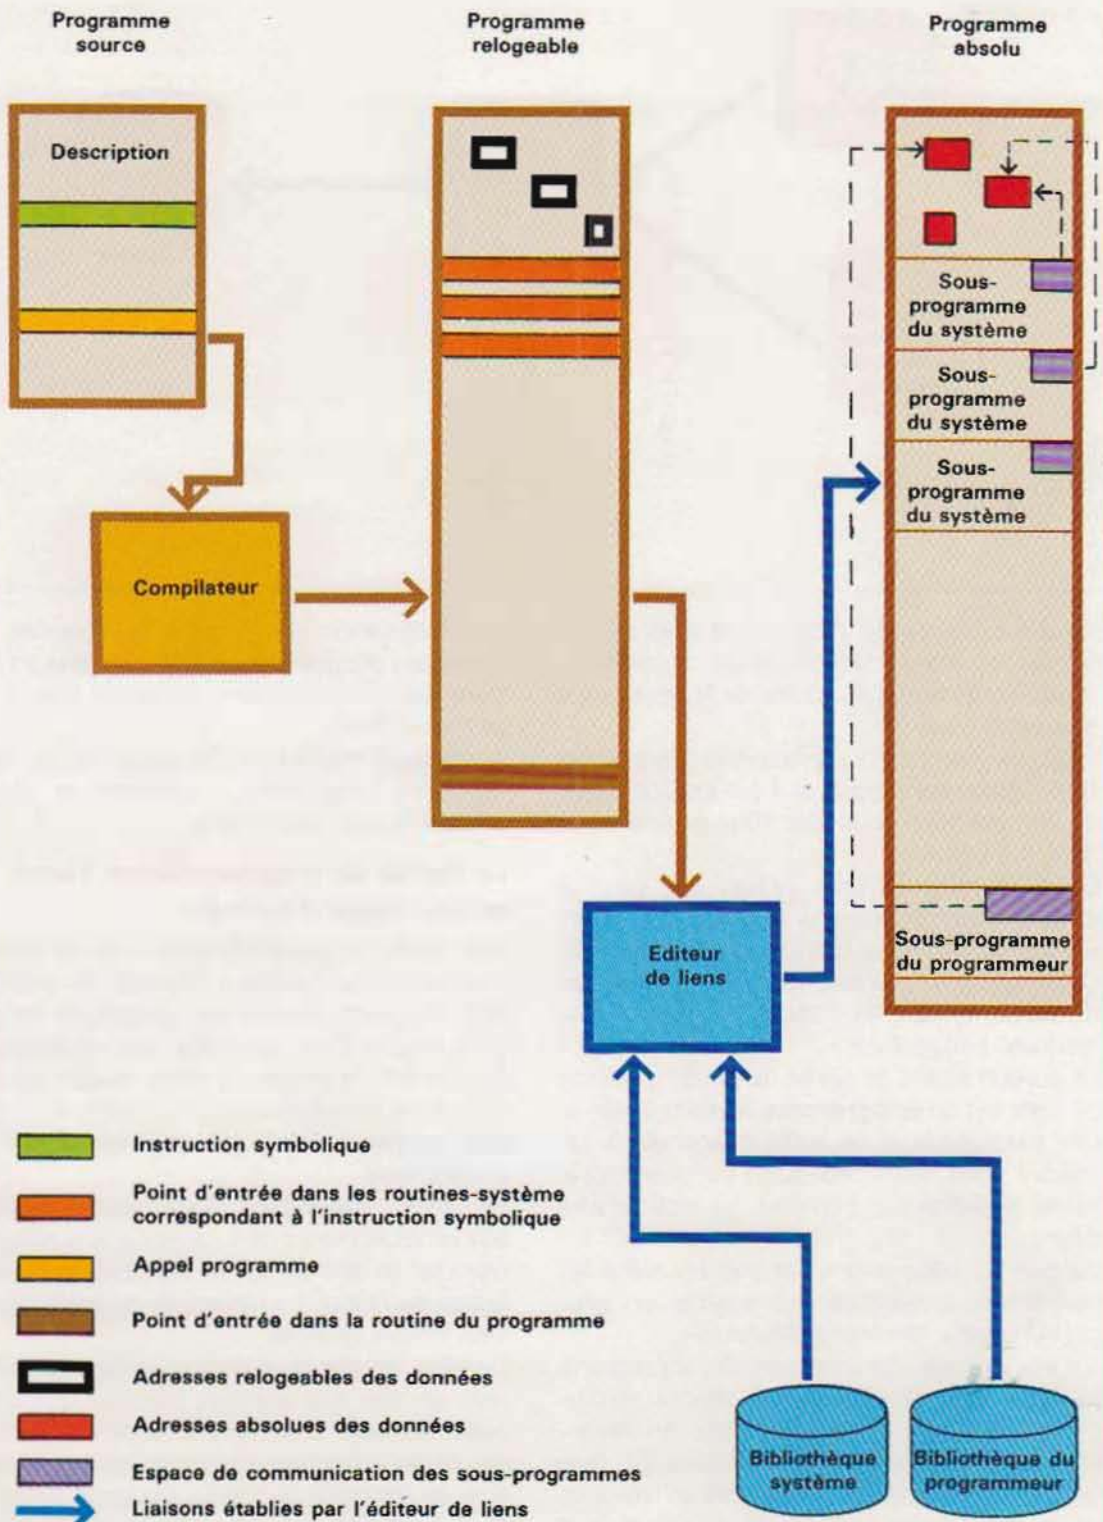 Programme
source
Programme
relogeable
Programme
absolu
Description
Sous-
programme
du système
Sous-
programme
du système
Sous-
programme
du système
Compilateur
Sous-programme
du programmeur
Editeur
de liens
Instruction symbolique
Point d'entrée dans les routines-système
correspondant à l'instruction symbolique
Appel programme
Point d'entrée dans la routine du programme
Adresses relogeables des données
Adresses absolues des données
Espace de communication des sous-programmes
Liaisons établies par l'éditeur de liens
Bibliothèque
système
Bibliothèque du
programmeur